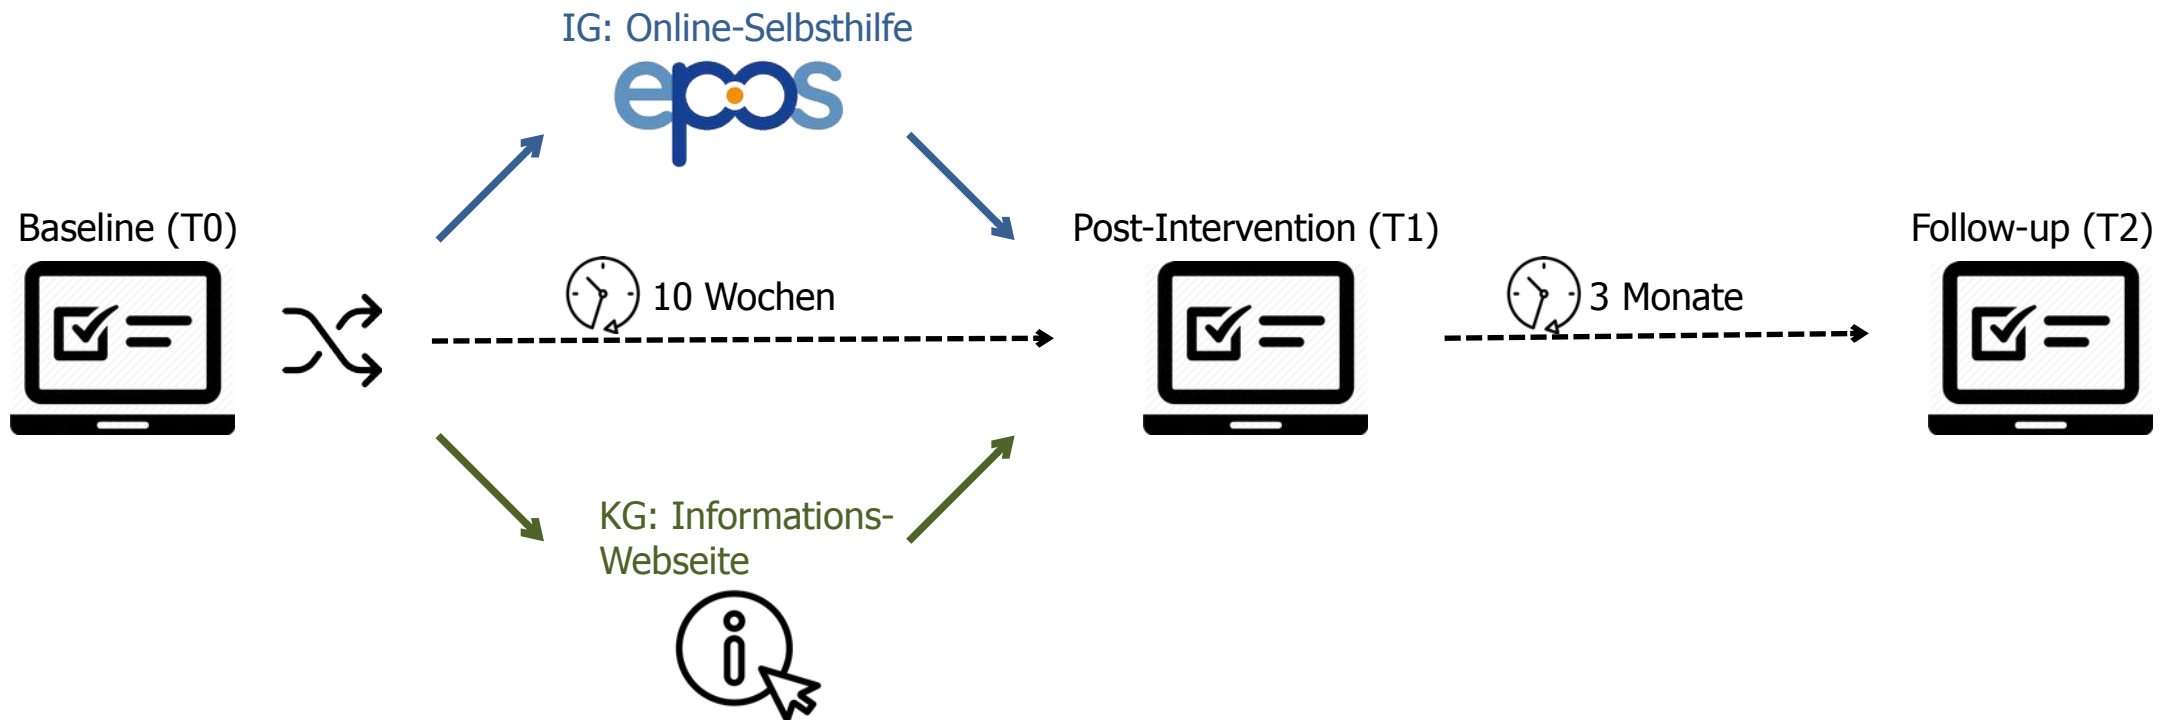 IG: Online-Selbsthilfe
epos
Baseline (T0)
10 Wochen
Post-Intervention (T1)
3 Monate
Follow-up (T2)
KG: Informations-
Webseite
i